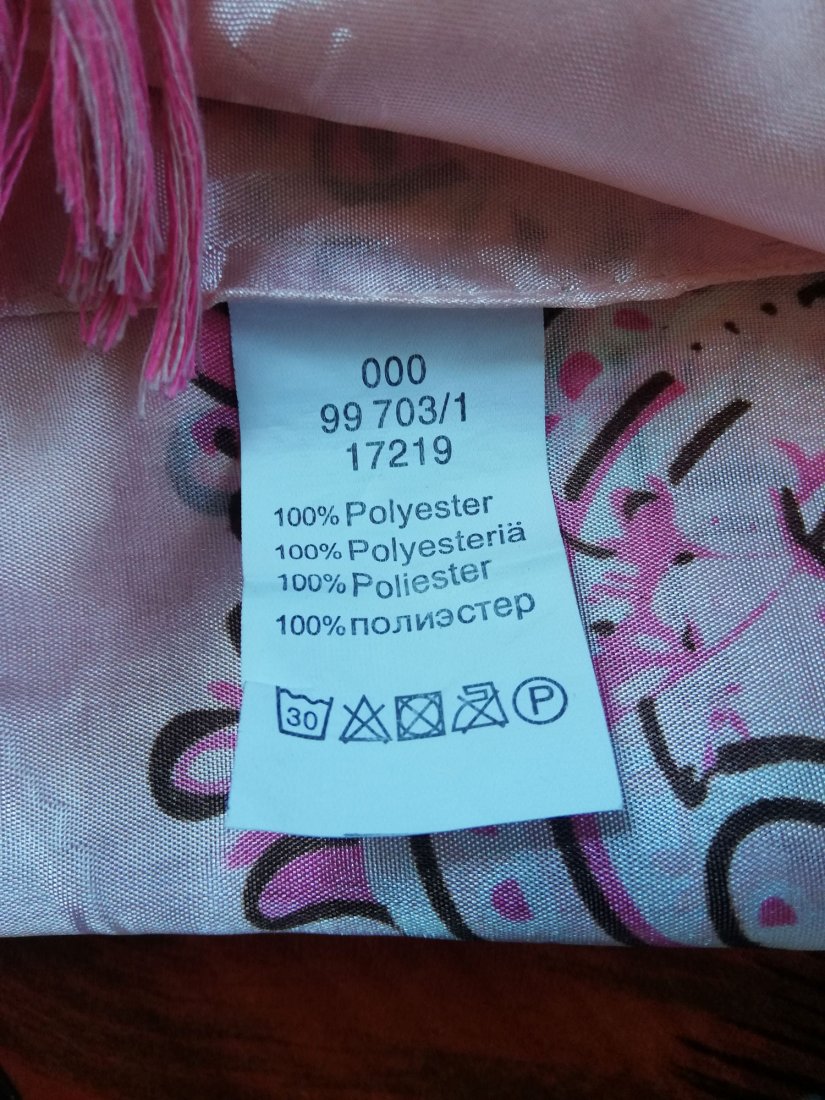 000
99 703/1
17219
100% Polyester
100% Polyesteriä
100% Poliester
100% полиэстер
30 P